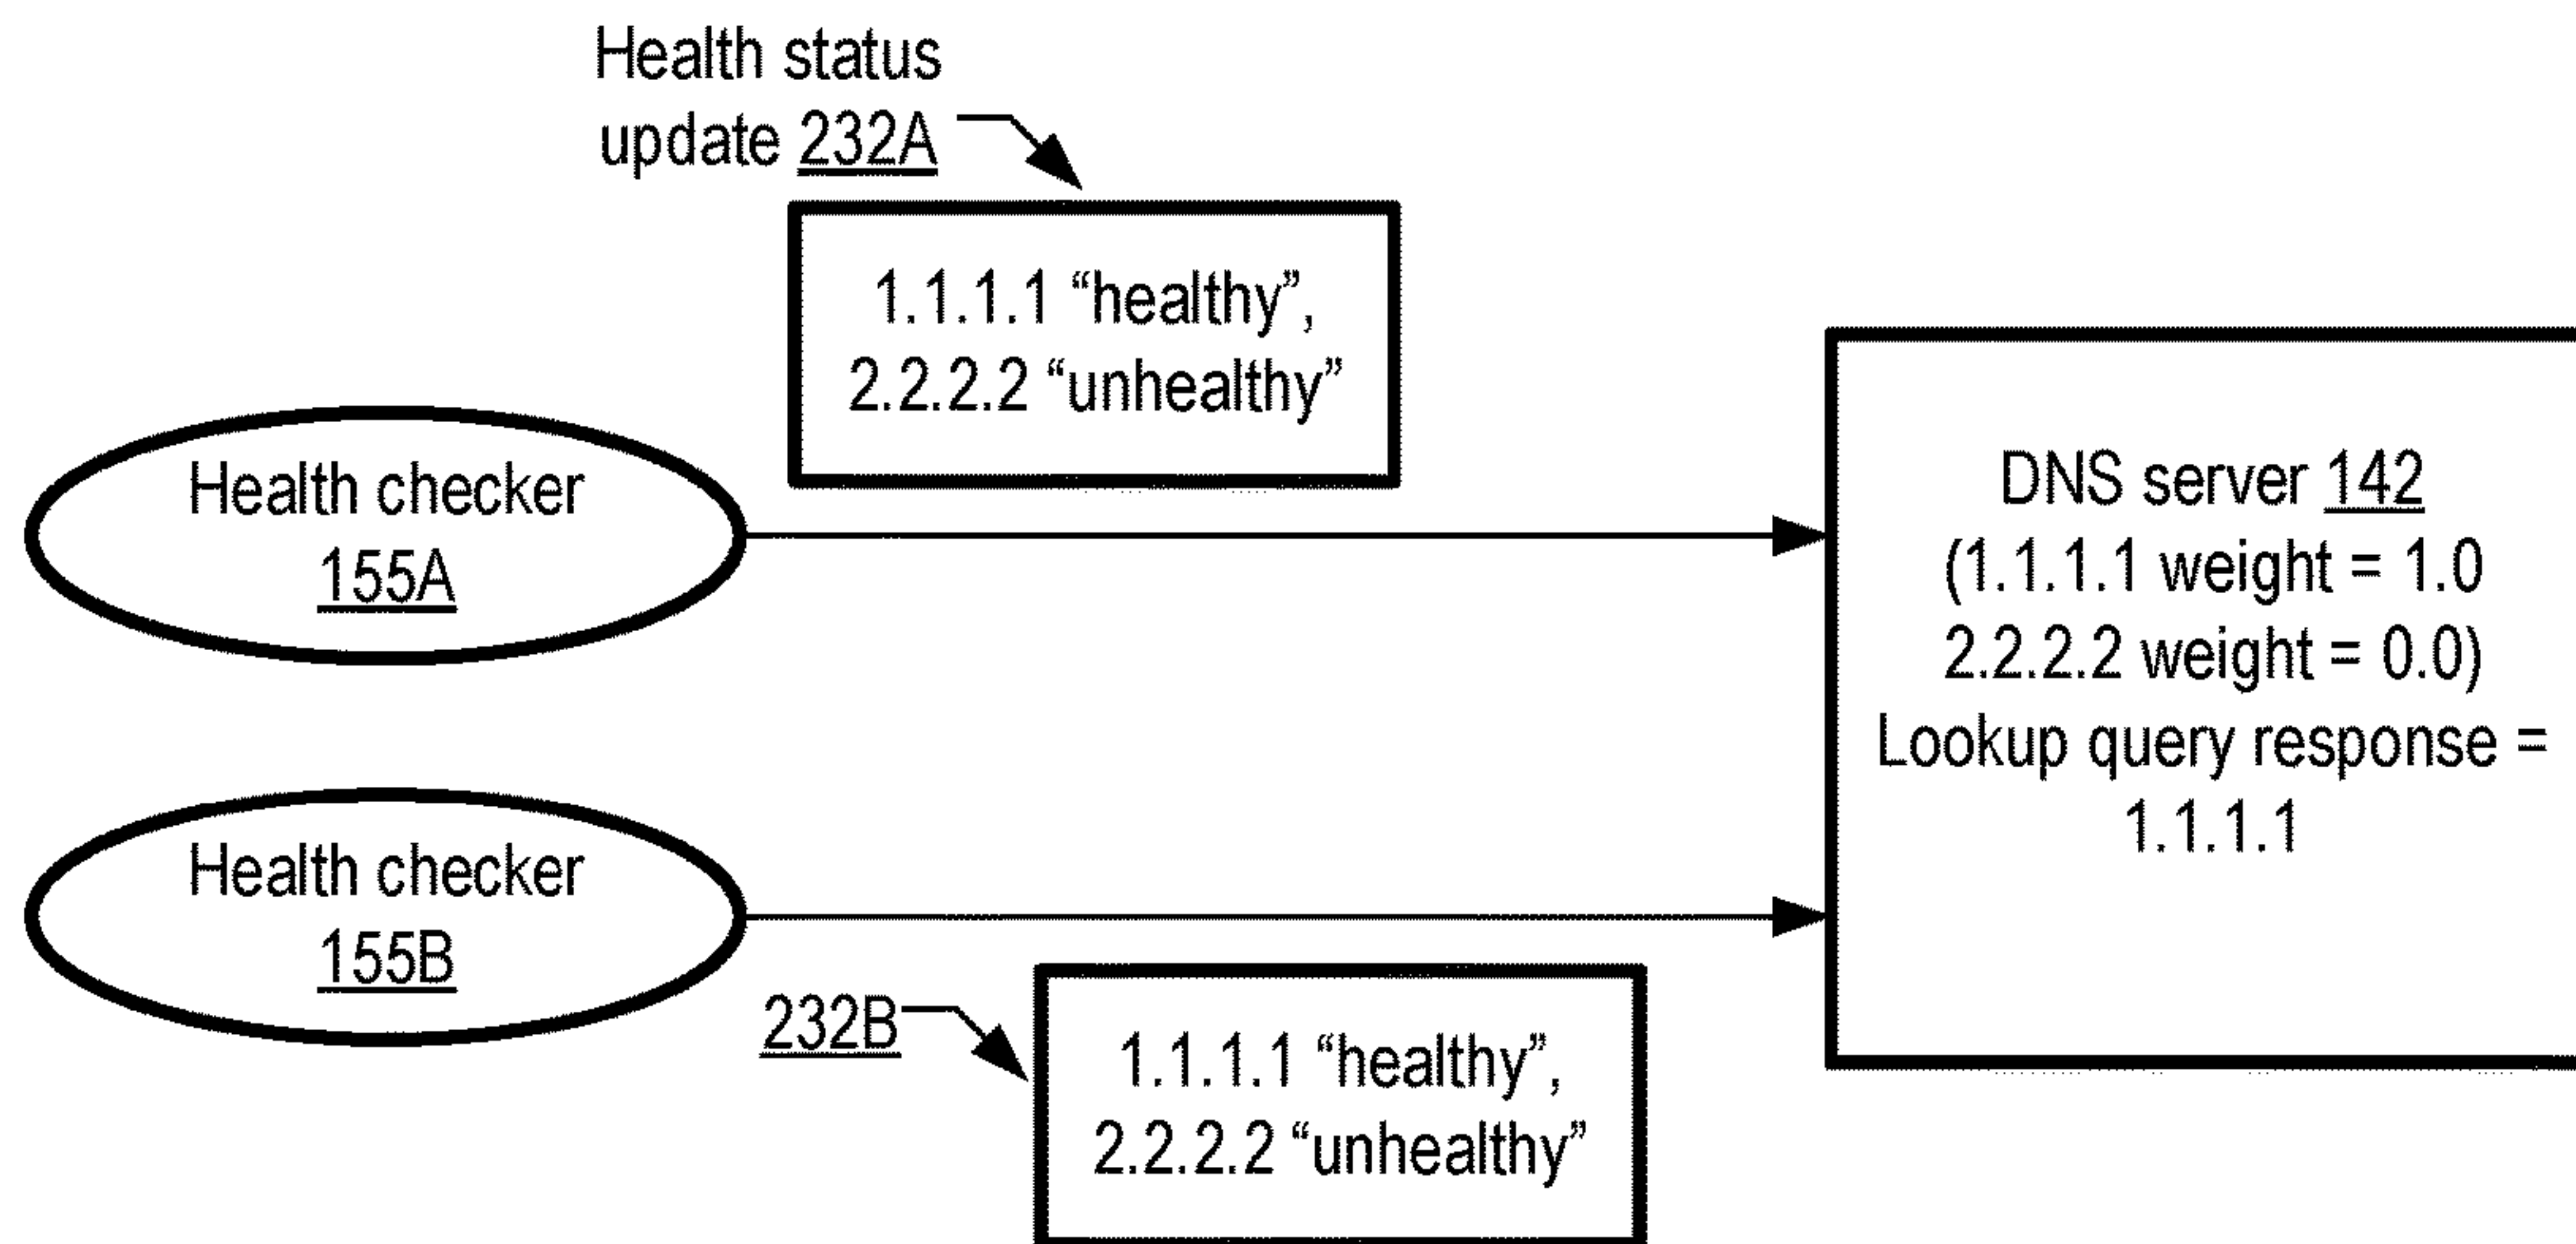 Health status
update 232A
1.1.1.1 “healthy”,
2.2.2.2 “unhealthy”
Health checker
155A
DNS server 142
(1.1.1.1 weight = 1.0
2.2.2.2 weight = 0.0)
Lookup query response =
1.1.1.1
Health checker
155B
232B
1.1.1.1 “healthy”,
2.2.2.2 “unhealthy”